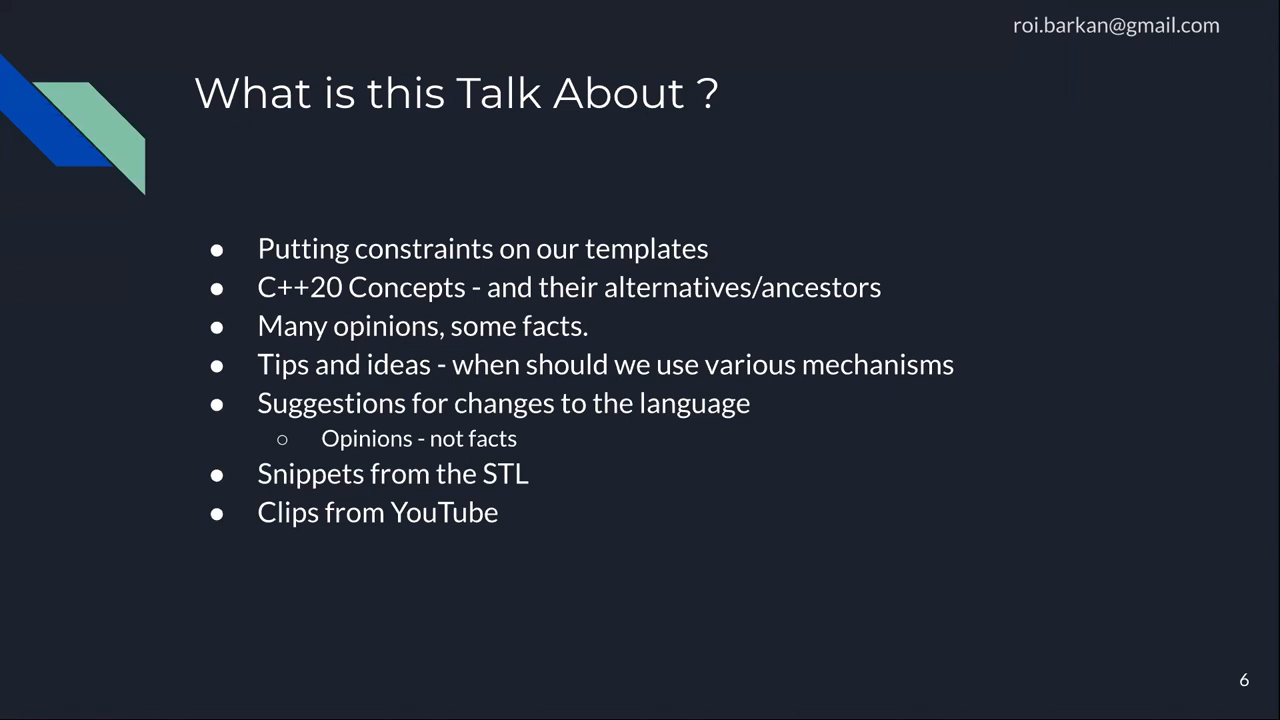 roi.barkan@gmail.com
What is this Talk About ?
● Putting constraints on our templates
● C++20 Concepts - and their alternatives/ancestors
● Many opinions, some facts.
● Tips and ideas - when should we use various mechanisms
● Suggestions for changes to the language
○ Opinions - not facts
● Snippets from the STL
● Clips from YouTube
6